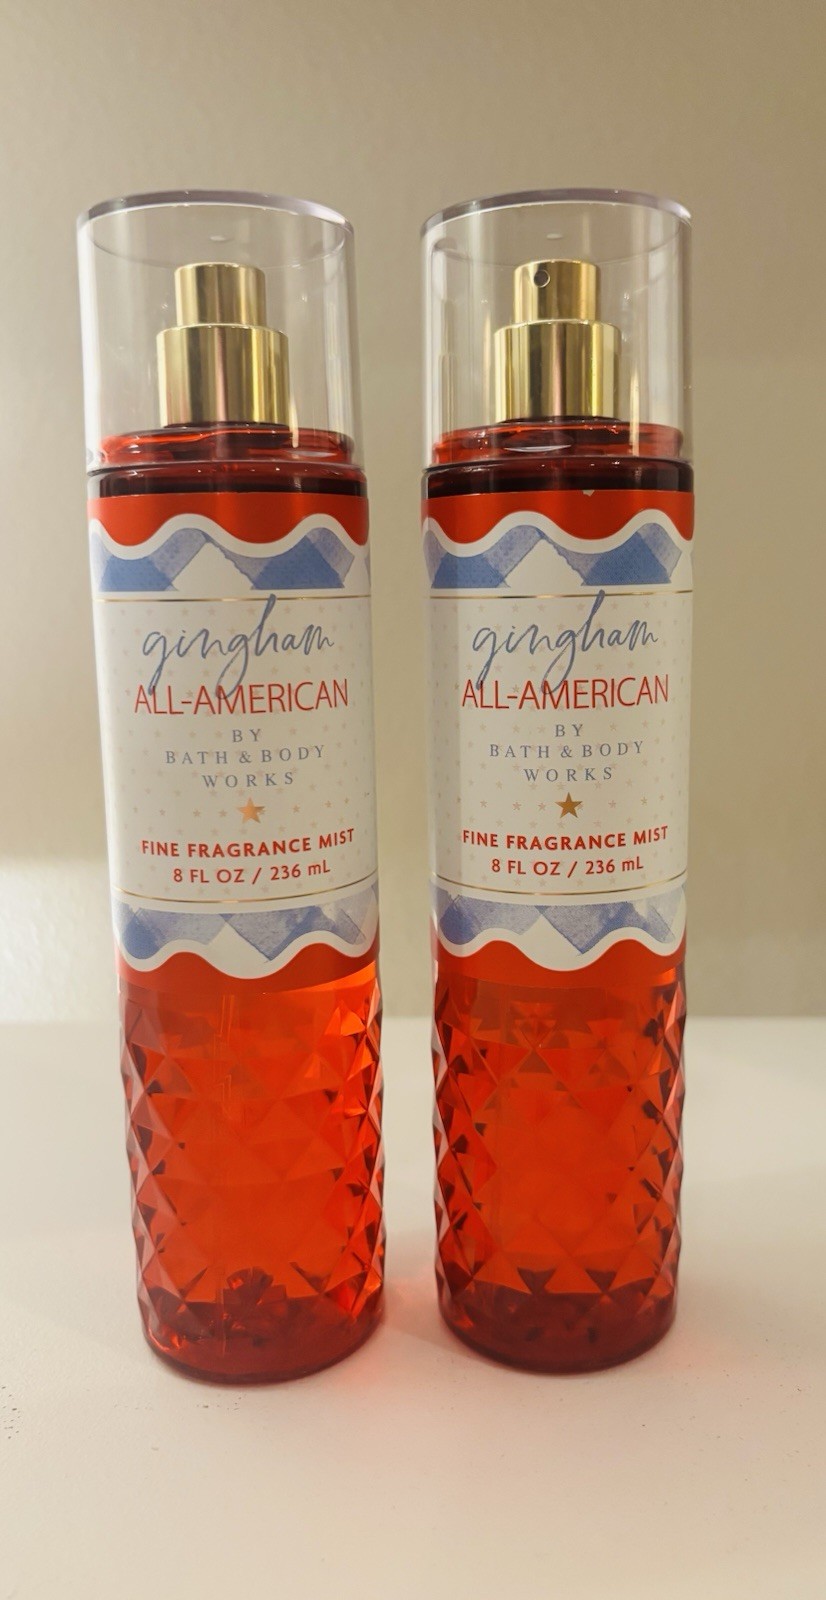 gingham
ALL-AMERICAN
BY
BATH & BODY
WORKS
FINE FRAGRANCE MIST
8 FL OZ / 236 mL
gingham
ALL-AMERICAN
BY
BATH & BODY
WORKS
FINE FRAGRANCE MIST
8 FL OZ / 236 mL